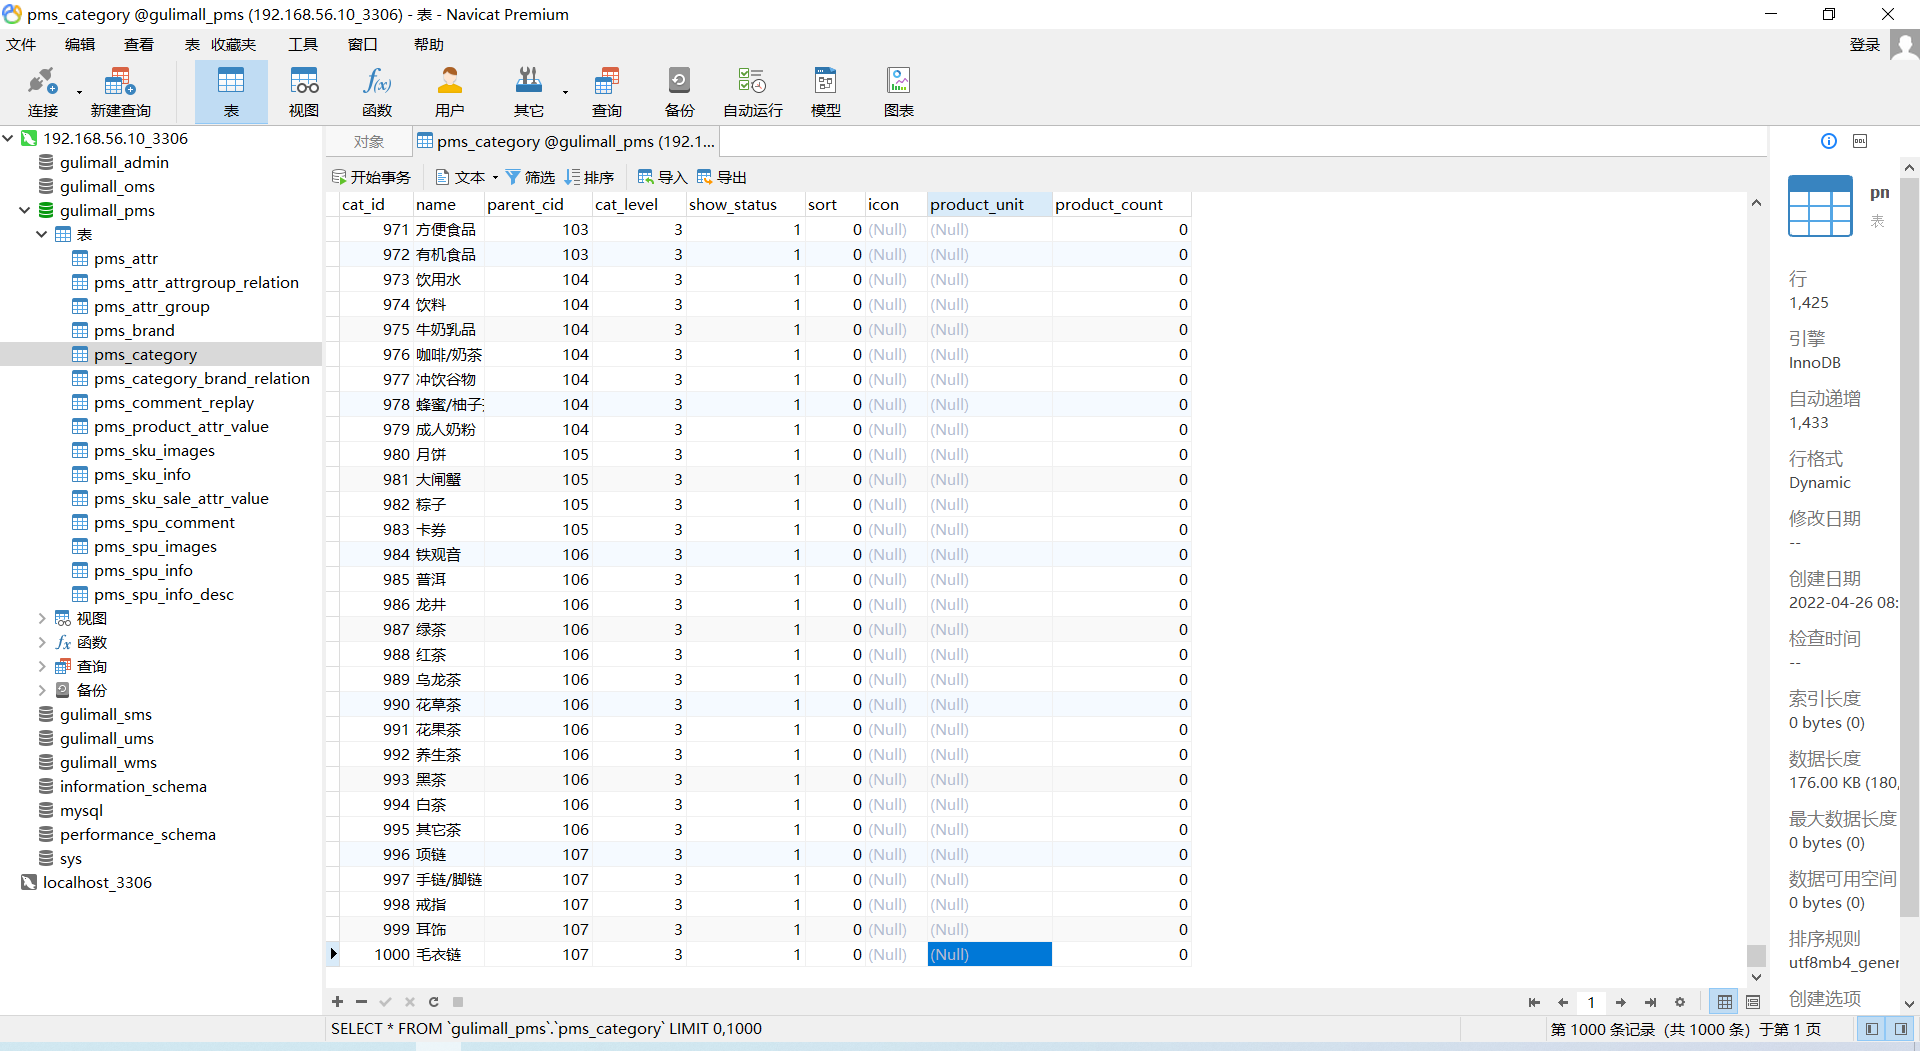 pms_category @gulimall_pms (192.168.56.10_3306) - 表 - Navicat Premium
文件 编辑 查看 表 收藏夹 工具 窗口 帮助 登录
连接 新建查询 表 视图 函数 用户 其它 查询 备份 自动运行 模型 图表
192.168.56.10_3306
gulimall_admin
gulimall_oms
gulimall_pms
表
pms_attr
pms_attr_attrgroup_relation
pms_attr_group
pms_brand
pms_category
pms_category_brand_relation
pms_comment_replay
pms_product_attr_value
pms_sku_images
pms_sku_info
pms_sku_sale_attr_value
pms_spu_comment
pms_spu_images
pms_spu_info
pms_spu_info_desc
视图
函数
查询
备份
gulimall_sms
gulimall_ums
gulimall_wms
information_schema
mysql
performance_schema
sys
localhost_3306
对象 pms_category @gulimall_pms (192.1...
开始事务 文本 筛选 排序 导入 导出
cat_id name parent_cid cat_level show_status sort icon product_unit product_count
971 方便食品 103 3 1 0 (Null) (Null) 0
972 有机食品 103 3 1 0 (Null) (Null) 0
973 饮用水 104 3 1 0 (Null) (Null) 0
974 饮料 104 3 1 0 (Null) (Null) 0
975 牛奶乳品 104 3 1 0 (Null) (Null) 0
976 咖啡/奶茶 104 3 1 0 (Null) (Null) 0
977 冲饮谷物 104 3 1 0 (Null) (Null) 0
978 蜂蜜/柚子 104 3 1 0 (Null) (Null) 0
979 成人奶粉 104 3 1 0 (Null) (Null) 0
980 月饼 105 3 1 0 (Null) (Null) 0
981 大闸蟹 105 3 1 0 (Null) (Null) 0
982 粽子 105 3 1 0 (Null) (Null) 0
983 卡券 105 3 1 0 (Null) (Null) 0
984 铁观音 106 3 1 0 (Null) (Null) 0
985 普洱 106 3 1 0 (Null) (Null) 0
986 龙井 106 3 1 0 (Null) (Null) 0
987 绿茶 106 3 1 0 (Null) (Null) 0
988 红茶 106 3 1 0 (Null) (Null) 0
989 乌龙茶 106 3 1 0 (Null) (Null) 0
990 花草茶 106 3 1 0 (Null) (Null) 0
991 花果茶 106 3 1 0 (Null) (Null) 0
992 养生茶 106 3 1 0 (Null) (Null) 0
993 黑茶 106 3 1 0 (Null) (Null) 0
994 白茶 106 3 1 0 (Null) (Null) 0
995 其它茶 106 3 1 0 (Null) (Null) 0
996 项链 107 3 1 0 (Null) (Null) 0
997 手链/脚链 107 3 1 0 (Null) (Null) 0
998 戒指 107 3 1 0 (Null) (Null) 0
999 耳饰 107 3 1 0 (Null) (Null) 0
1000 毛衣链 107 3 1 0 (Null) (Null) 0
1
SELECT * FROM `gulimall_pms`.`pms_category` LIMIT 0,1000
第 1000 条记录 (共 1000 条) 于第 1 页
DDL
pn
表
行
1,425
引擎
InnoDB
自动递增
1,433
行格式
Dynamic
修改日期
--
创建日期
2022-04-26 08:
检查时间
--
索引长度
0 bytes (0)
数据长度
176.00 KB (180,
最大数据长度
0 bytes (0)
数据可用空间
0 bytes (0)
排序规则
utf8mb4_gener
创建选项